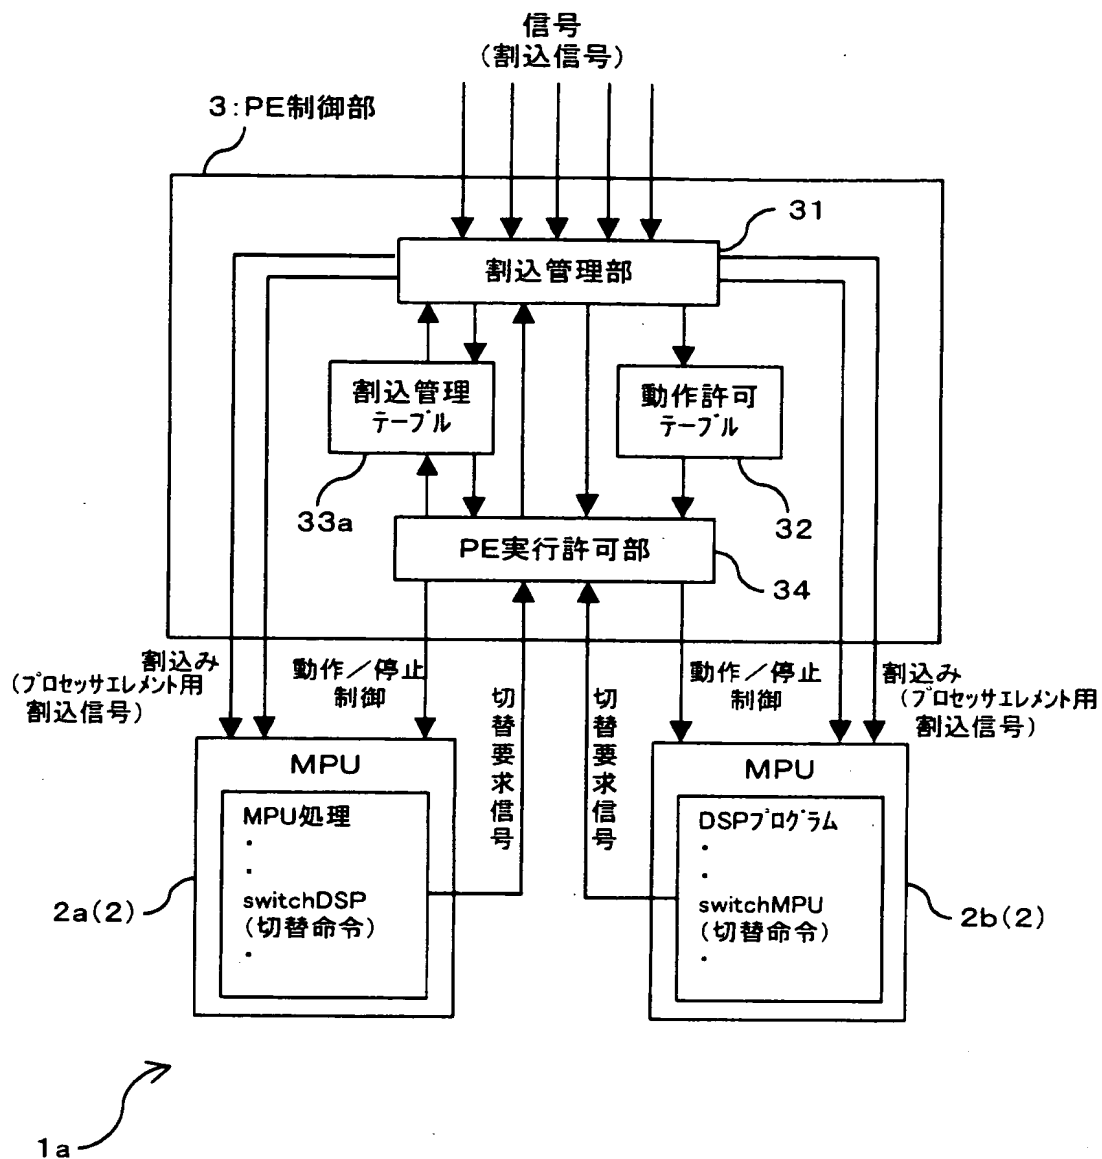 信号
(割込信号)
3:PE制御部
31
割込管理部
割込管理
テーブル
動作許可
テーブル
33a
32
PE実行許可部
34
割込み
(プロセッサエレメント用
割込信号)
動作/停止
制御
切替要求信号
切替要求信号
動作/停止
制御
割込み
(プロセッサエレメント用
割込信号)
MPU
MPU処理
・
・
switchDSP
(切替命令)
・
2a(2)
MPU
DSPプログラム
・
・
switchMPU
(切替命令)
・
2b(2)
1a